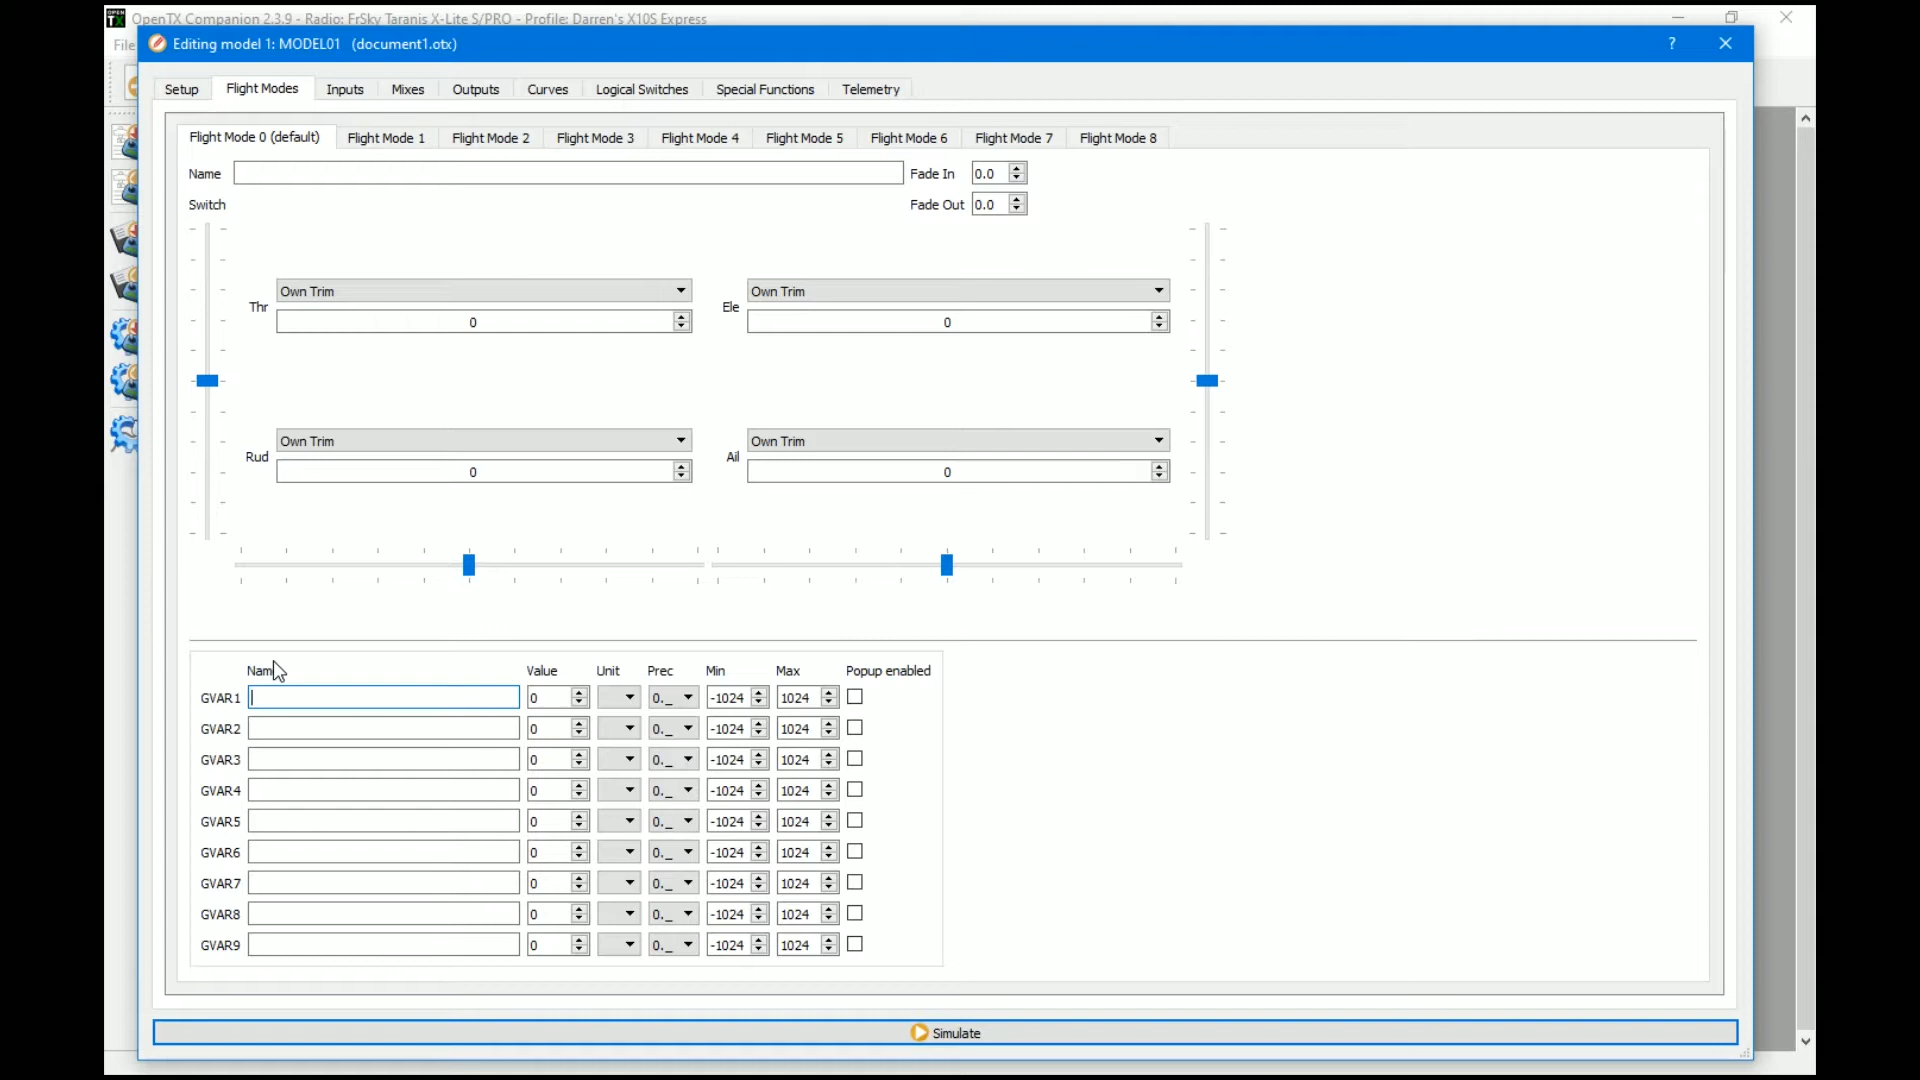 OpenTX Companion 2.3.9 - Radio: FrSky Taranis X-Lite S/PRO - Profile: Darren's X10S Express
File
Editing model 1: MODEL01 (document1.otx)
?
Setup Flight Modes Inputs Mixes Outputs Curves Logical Switches Special Functions Telemetry
Flight Mode 0 (default) Flight Mode 1 Flight Mode 2 Flight Mode 3 Flight Mode 4 Flight Mode 5 Flight Mode 6 Flight Mode 7 Flight Mode 8
Name Fade In 0.0
Switch Fade Out 0.0
Thr Own Trim 0 Ele Own Trim 0
Rud Own Trim 0 Ail Own Trim 0
Name Value Unit Prec Min Max Popup enabled
GVAR1 0 0._ -1024 1024
GVAR2 0 0._ -1024 1024
GVAR3 0 0._ -1024 1024
GVAR4 0 0._ -1024 1024
GVAR5 0 0._ -1024 1024
GVAR6 0 0._ -1024 1024
GVAR7 0 0._ -1024 1024
GVAR8 0 0._ -1024 1024
GVAR9 0 0._ -1024 1024
Simulate